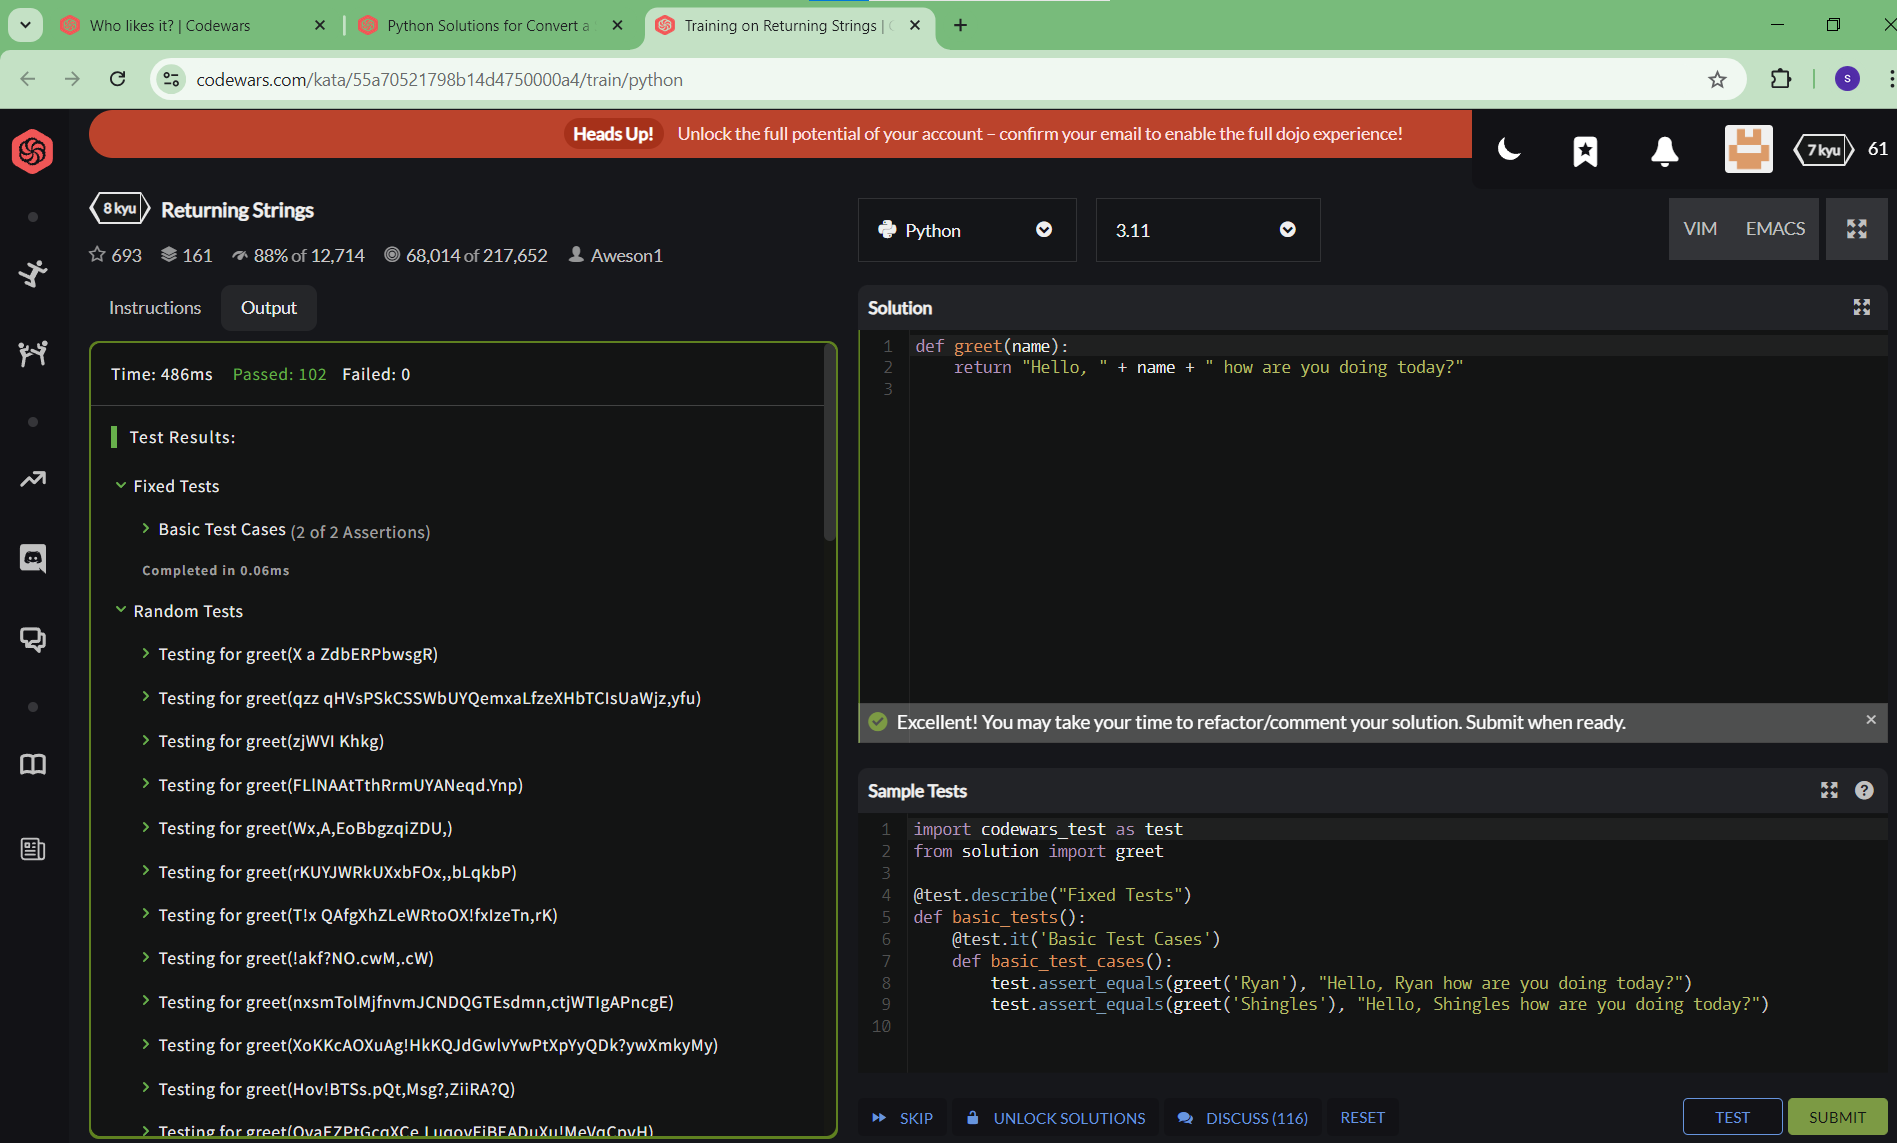 Who likes it? | Codewars
Python Solutions for Convert a
Training on Returning Strings |
codewars.com/kata/55a70521798b14d4750000a4/train/python
S
Heads Up! Unlock the full potential of your account – confirm your email to enable the full dojo experience!
7 kyu 61
8 kyu Returning Strings
693 161 88% of 12,714 68,014 of 217,652 Aweson1
Python
3.11
VIM EMACS
Instructions Output
Time: 486ms Passed: 102 Failed: 0
Test Results:
Fixed Tests
Basic Test Cases (2 of 2 Assertions)
Completed in 0.06ms
Random Tests
Testing for greet(X a ZdbERPbwsgR)
Testing for greet(qzz qHVsPSkCSSWbUYQemxaLfzeXHbTCIsUaWjz,yfu)
Testing for greet(zjWVI Khkg)
Testing for greet(FLlNAAtTthRrmUYANeqd.Ynp)
Testing for greet(Wx,A,EoBbgzqiZDU,)
Testing for greet(rKUYJWRkUXxbFOx,,bLqkbP)
Testing for greet(T!x QAfgXhZLeWRtoOX!fxIzeTn,rK)
Testing for greet(!akf?NO.cwM,.cW)
Testing for greet(nxsmTolMjfnvmJCNDQGTEsdmn,ctjWTIgAPncgE)
Testing for greet(XoKKcAOXuAg!HkKQJdGwlvYwPtXpYyQDk?ywXmkyMy)
Testing for greet(Hov!BTSs.pQt,Msg?,ZiiRA?Q)
Testing for
Solution
1 def greet(name):
2 return "Hello, " + name + " how are you doing today?"
3
Excellent! You may take your time to refactor/comment your solution. Submit when ready.
Sample Tests
1 import codewars_test as test
2 from solution import greet
3
4 @test.describe("Fixed Tests")
5 def basic_tests():
6 @test.it('Basic Test Cases')
7 def basic_test_cases():
8 test.assert_equals(greet('Ryan'), "Hello, Ryan how are you doing today?")
9 test.assert_equals(greet('Shingles'), "Hello, Shingles how are you doing today?")
10
SKIP UNLOCK SOLUTIONS DISCUSS (116) RESET TEST SUBMIT